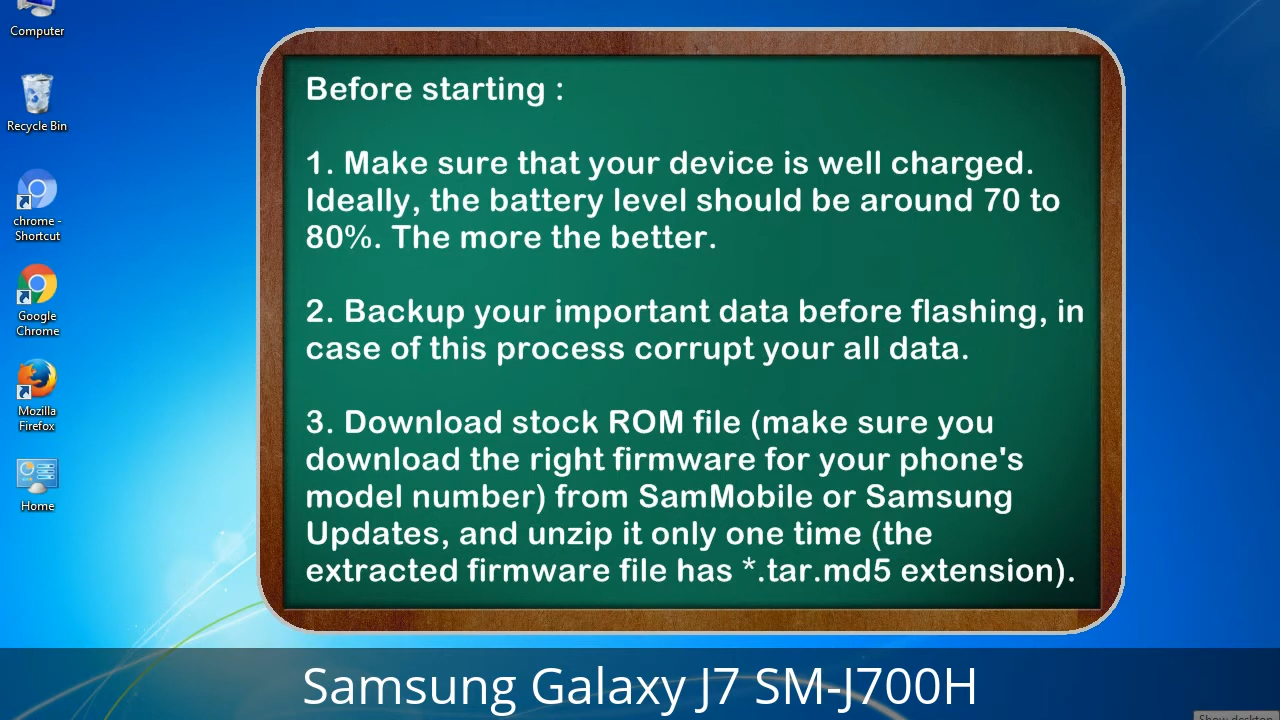 Computer
Recycle Bin
chrome -
Shortcut
Google
Chrome
Mozilla
Firefox
Home
Before starting :
1. Make sure that your device is well charged.
Ideally, the battery level should be around 70 to
80%. The more the better.
2. Backup your important data before flashing, in
case of this process corrupt your all data.
3. Download stock ROM file (make sure you
download the right firmware for your phone's
model number) from SamMobile or Samsung
Updates, and unzip it only one time (the
extracted firmware file has *.tar.md5 extension).
Samsung Galaxy J7 SM-J700H
Show desktop